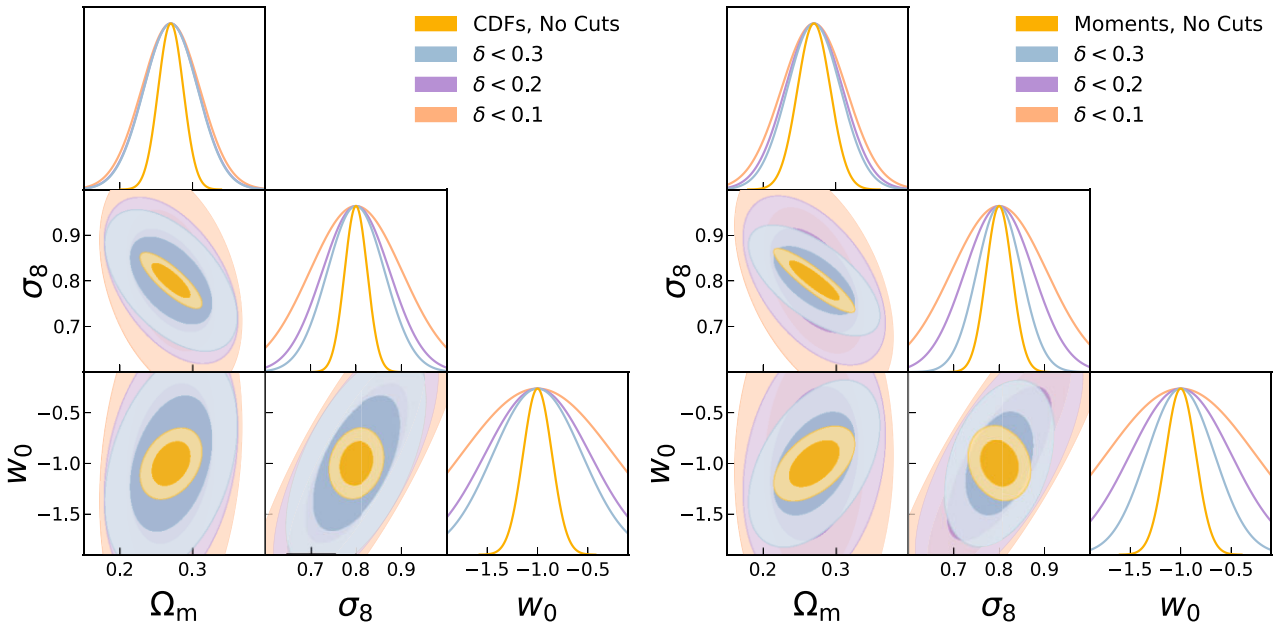 CDFs, No Cuts
δ < 0.3
δ < 0.2
δ < 0.1
σ₈
0.9
0.8
0.7
w₀
−0.5
−1.0
−1.5
0.2 0.3
0.7 0.8 0.9
−1.5 −1.0 −0.5
Ωₘ σ₈ w₀
Moments, No Cuts
δ < 0.3
δ < 0.2
δ < 0.1
σ₈
0.9
0.8
0.7
w₀
−0.5
−1.0
−1.5
0.2 0.3
0.7 0.8 0.9
−1.5 −1.0 −0.5
Ωₘ σ₈ w₀